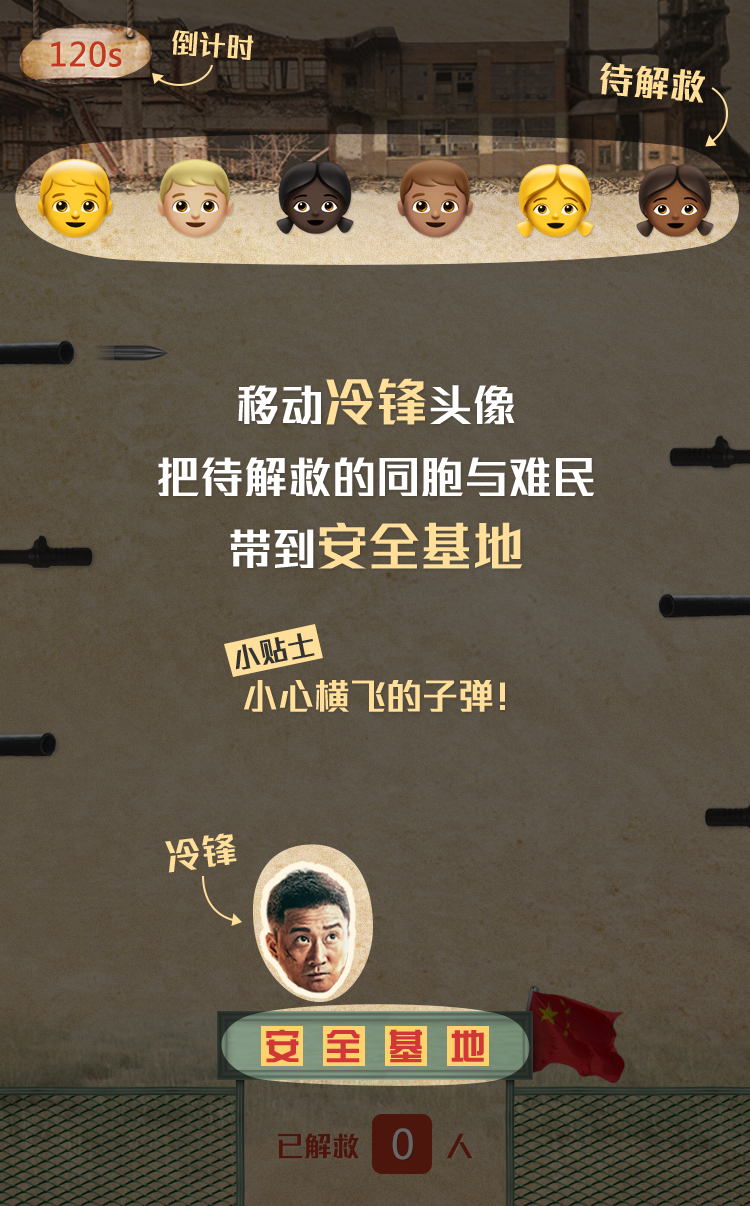 120s
倒计时
待解救
移动冷锋头像
把待解救的同胞与难民
带到安全基地
小贴士
小心横飞的子弹!
冷锋
安全基地
已解救 0 人